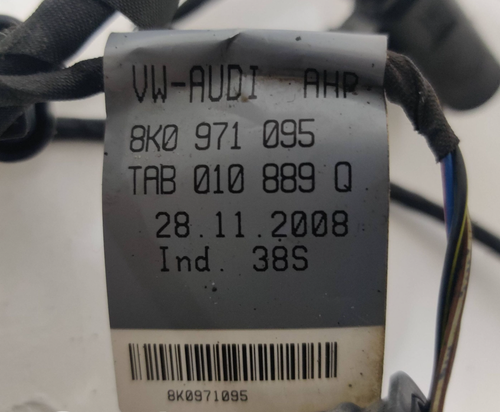 VW-AUDI AHR
8K0 971 095
TAB 010 889 Q
28.11.2008
Ind. 38S
8K0971095